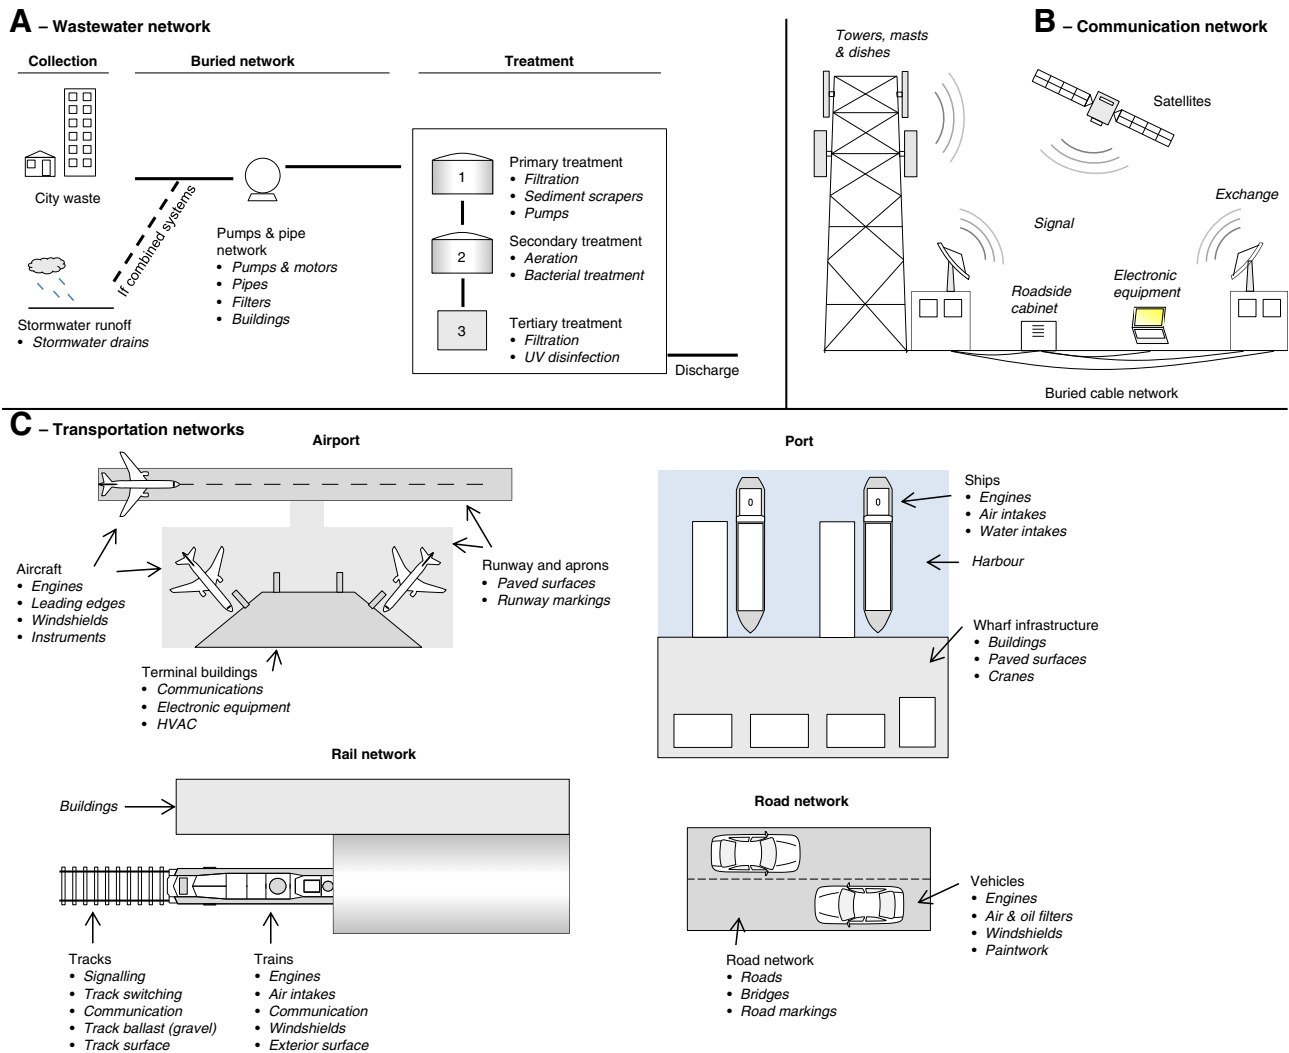 A – Wastewater network
Collection
Buried network
Treatment
City waste
If combined systems
Stormwater runoff
• Stormwater drains
Pumps & pipe
network
• Pumps & motors
• Pipes
• Filters
• Buildings
1
Primary treatment
• Filtration
• Sediment scrapers
• Pumps
2
Secondary treatment
• Aeration
• Bacterial treatment
3
Tertiary treatment
• Filtration
• UV disinfection
Discharge
B – Communication network
Towers, masts
& dishes
Satellites
Exchange
Signal
Roadside
cabinet
Electronic
equipment
Buried cable network
C – Transportation networks
Airport
Aircraft
• Engines
• Leading edges
• Windshields
• Instruments
Runway and aprons
• Paved surfaces
• Runway markings
Terminal buildings
• Communications
• Electronic equipment
• HVAC
Port
0
0
Ships
• Engines
• Air intakes
• Water intakes
Harbour
Wharf infrastructure
• Buildings
• Paved surfaces
• Cranes
Rail network
Buildings
Tracks
• Signalling
• Track switching
• Communication
• Track ballast (gravel)
• Track surface
Trains
• Engines
• Air intakes
• Communication
• Windshields
• Exterior surface
Road network
Vehicles
• Engines
• Air & oil filters
• Windshields
• Paintwork
Road network
• Roads
• Bridges
• Road markings